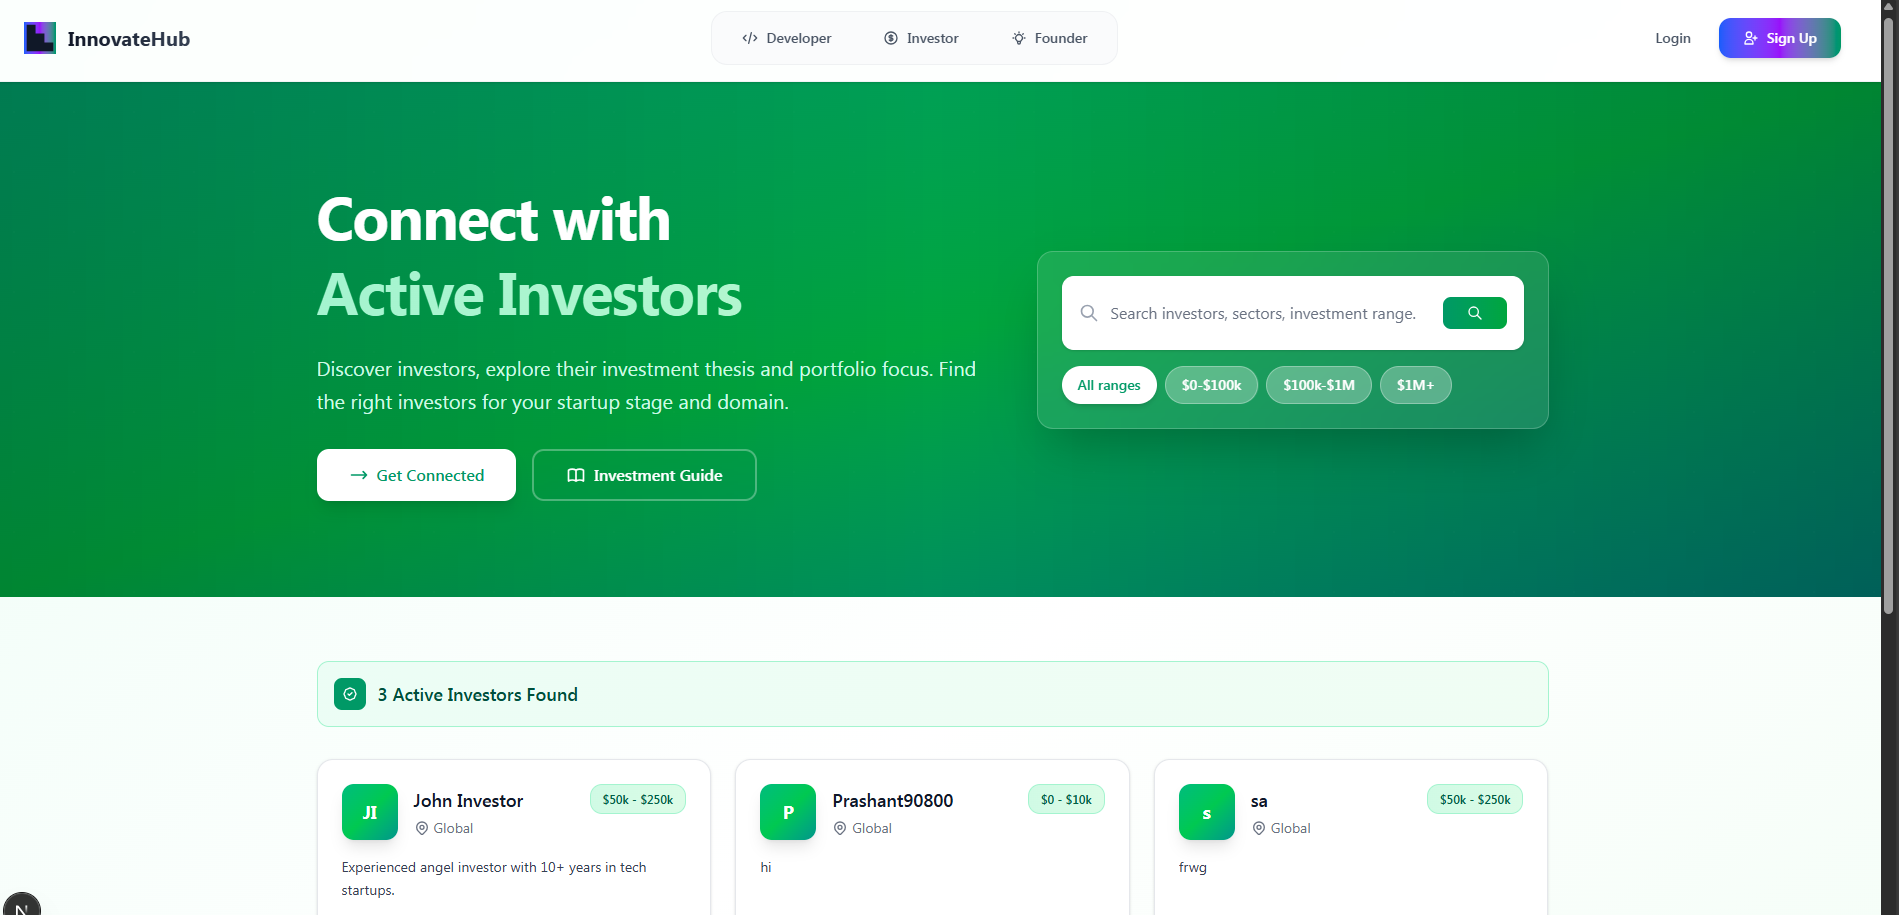 InnovateHub
Developer
Investor
Founder
Login
Sign Up
Connect with
Active Investors
Discover investors, explore their investment thesis and portfolio focus. Find
the right investors for your startup stage and domain.
Get Connected
Investment Guide
Search investors, sectors, investment range.
All ranges
$0-$100k
$100k-$1M
$1M+
3 Active Investors Found
JI
John Investor
$50k - $250k
Global
Experienced angel investor with 10+ years in tech
startups.
P
Prashant90800
$0 - $10k
Global
hi
s
sa
$50k - $250k
Global
frwg
N